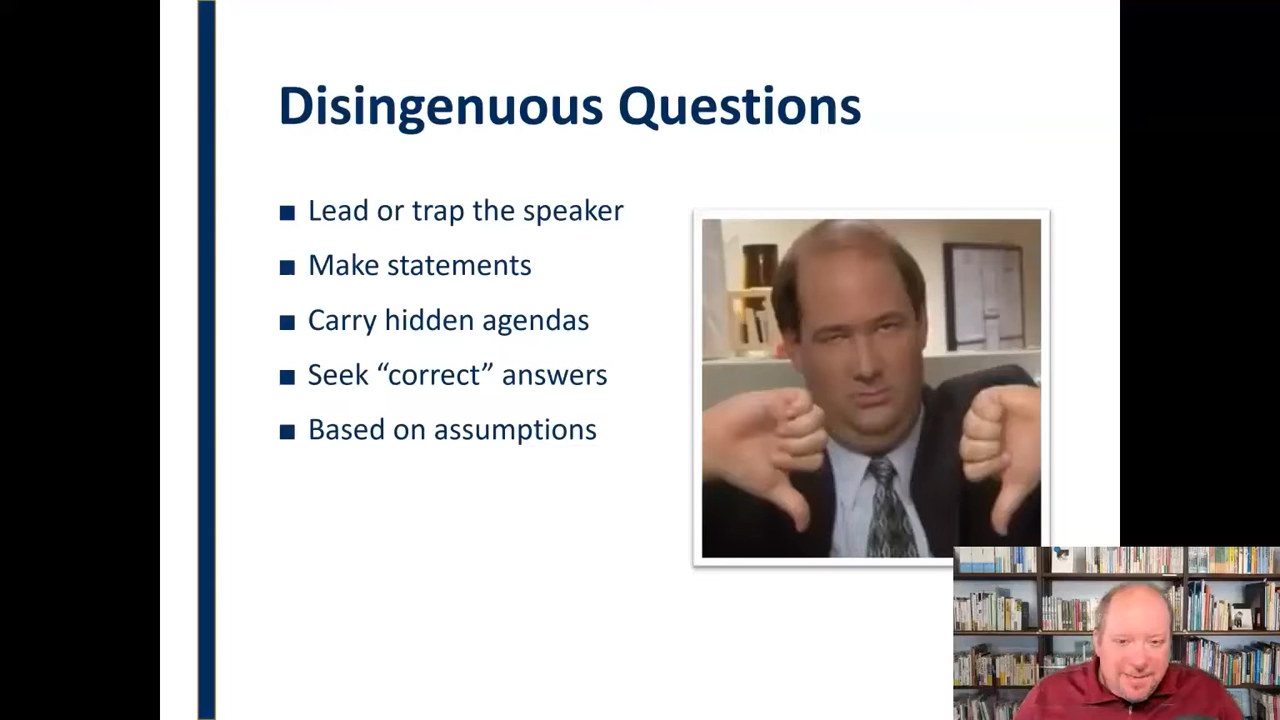 Disingenuous Questions
■ Lead or trap the speaker
■ Make statements
■ Carry hidden agendas
■ Seek “correct” answers
■ Based on assumptions